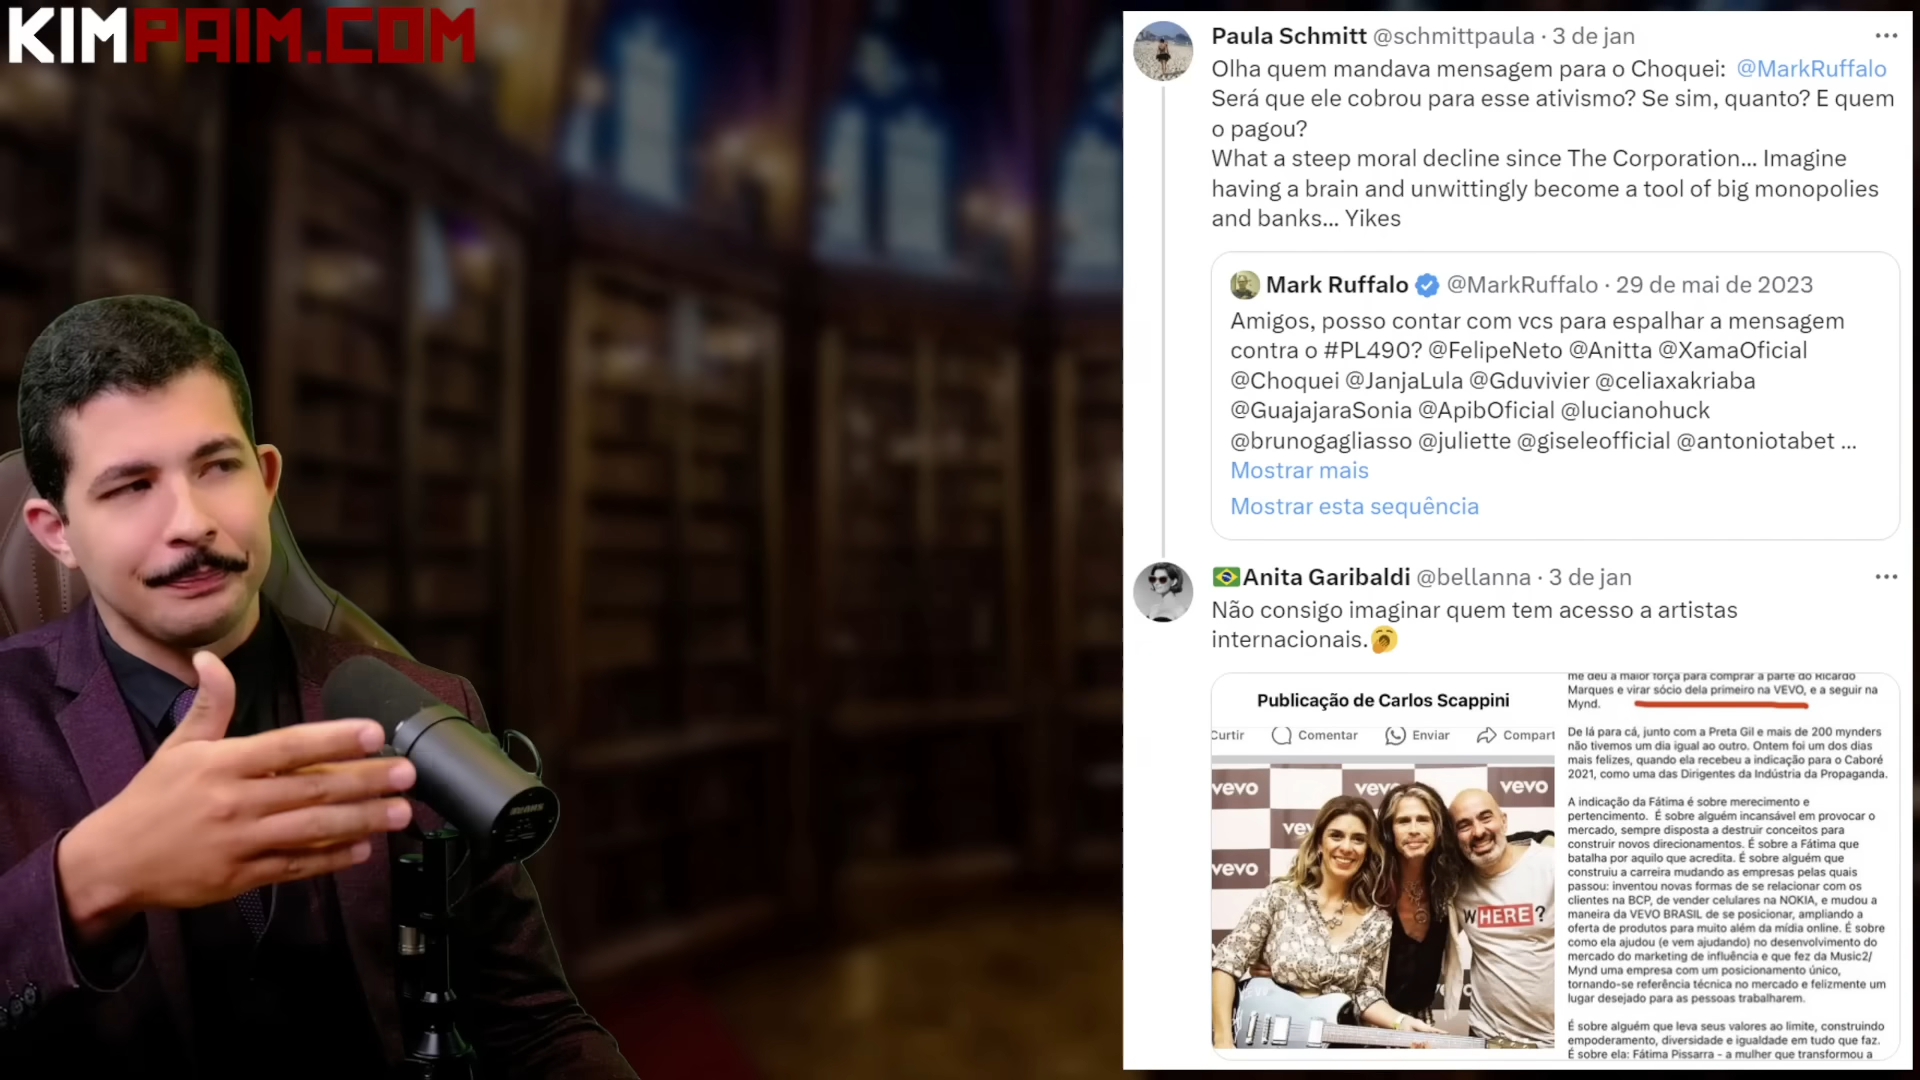 KIMPAIM.COM
Paula Schmitt @schmittpaula · 3 de jan
Olha quem mandava mensagem para o Choquei: @MarkRuffalo
Será que ele cobrou para esse ativismo? Se sim, quanto? E quem
o pagou?
What a steep moral decline since The Corporation... Imagine
having a brain and unwittingly become a tool of big monopolies
and banks... Yikes
Mark Ruffalo @MarkRuffalo · 29 de mai de 2023
Amigos, posso contar com vcs para espalhar a mensagem
contra o #PL490? @FelipeNeto @Anitta @XamaOficial
@Choquei @JanjaLula @Gduvivier @celiaxakriaba
@GuajajaraSonia @ApibOficial @lucianohuck
@brunogagliasso @juliette @giseleofficial @antoniotabet ...
Mostrar mais
Mostrar esta sequência
Anita Garibaldi @bellanna · 3 de jan
Não consigo imaginar quem tem acesso a artistas
internacionais.
Publicação de Carlos Scappini
Curtir Comentar Enviar Compart
vevo vevo vevo
vev
vevo
WHERE?
me deu a maior força para comprar a parte do Ricardo
Marques e virar sócio dela primeiro na VEVO, e a seguir na
Mynd.
De lá para cá, junto com a Preta Gil e mais de 200 mynders
não tivemos um dia igual ao outro. Ontem foi um dos dias
mais felizes, quando ela recebeu a indicação para o Caboré
2021, como uma das Dirigentes da Indústria da Propaganda.
A indicação da Fátima é sobre merecimento e
pertencimento. É sobre alguém incansável em provocar o
mercado, sempre disposta a destruir conceitos para
construir novos direcionamentos. É sobre a Fátima que
batalha por aquilo que acredita. É sobre alguém que
construiu a carreira mudando as empresas pelas quais
passou: inventou novas formas de se relacionar com os
clientes na BCP, de vender celulares na NOKIA, e mudou a
maneira da VEVO BRASIL de se posicionar, ampliando a
oferta de produtos para muito além da mídia online. É sobre
como ela ajudou (e vem ajudando) no desenvolvimento do
mercado do marketing de influência e que fez da Music2/
Mynd uma empresa com um posicionamento único,
tornando-se referência técnica no mercado e felizmente um
lugar desejado para as pessoas trabalharem.
É sobre alguém que leva seus valores ao limite, construindo
empoderamento, diversidade e igualdade em tudo que faz.
É sobre ela: Fátima Pissarra - a mulher que transformou a